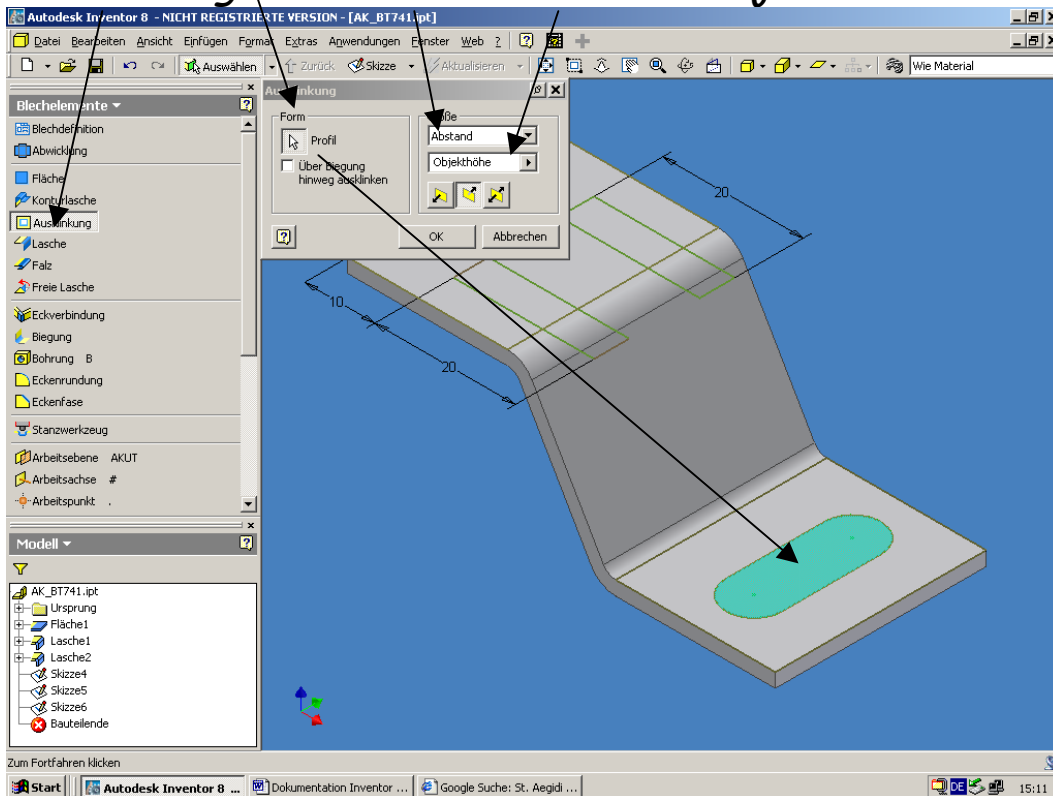 Autodesk Inventor 8 - NICHT REGISTRIERTE VERSION - [AK_BT741.ipt]
Datei Bearbeiten Ansicht Einfügen Format Extras Anwendungen Fenster Web ?
Auswählen Zurück Skizze Aktualisieren Wie Material
Blechelemente
Blechdefinition
Abwicklung
Fläche
Konturlasche
Ausklinkung
Lasche
Falz
Freie Lasche
Eckverbindung
Biegung
Bohrung B
Eckenrundung
Eckenfase
Stanzwerkzeug
Arbeitsebene AKUT
Arbeitsachse #
Arbeitspunkt .
Ausklinkung
Form
Profil
Über Biegung
hinweg ausklinken
Größe
Abstand
Objekthöhe
OK Abbrechen
20
10
20
Modell
AK_BT741.ipt
Ursprung
Fläche1
Lasche1
Lasche2
Skizze4
Skizze5
Skizze6
Bauteilende
Zum Fortfahren klicken
Start Autodesk Inventor 8 ... Dokumentation Inventor ... Google Suche: St. Aegidi ... DE 15:11